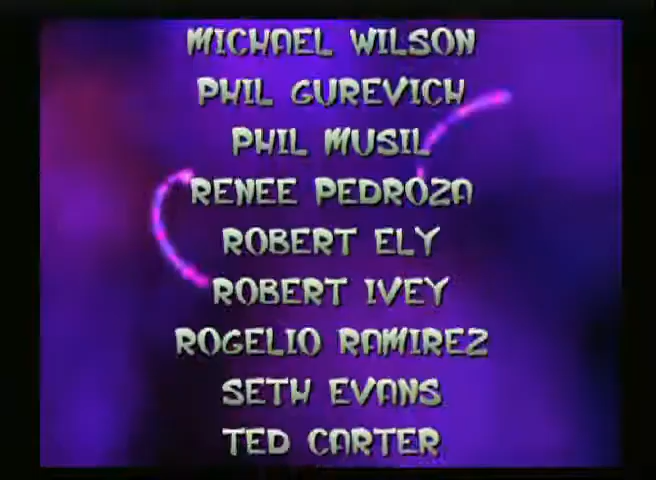 MICHAEL WILSON
PHIL GUREVICH
PHIL MUSIL
RENEE PEDROZA
ROBERT ELY
ROBERT IVEY
ROGELIO RAMIREZ
SETH EVANS
TED CARTER